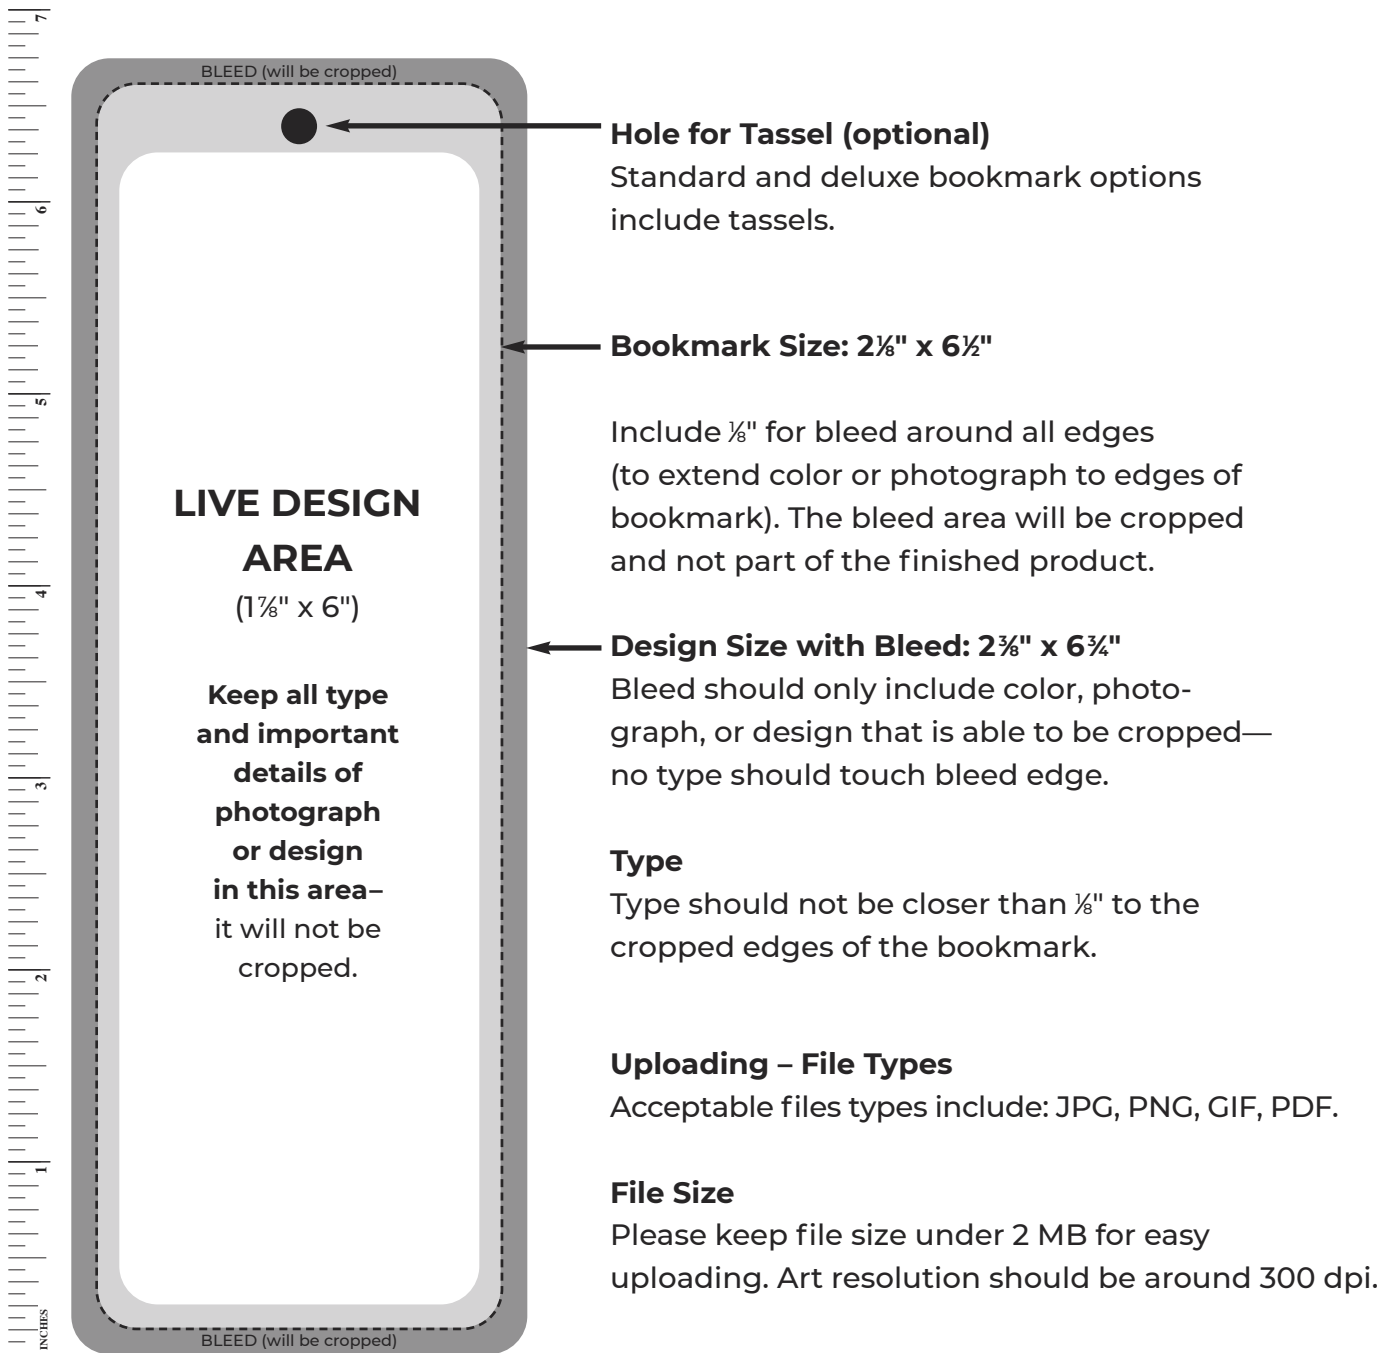 7
6
5
4
3
2
1
INCHES
BLEED (will be cropped)
LIVE DESIGN
AREA
(1⅞" x 6")
Keep all type
and important
details of
photograph
or design
in this area–
it will not be
cropped.
BLEED (will be cropped)
Hole for Tassel (optional)
Standard and deluxe bookmark options
include tassels.
Bookmark Size: 2⅛" x 6½"
Include ⅛" for bleed around all edges
(to extend color or photograph to edges of
bookmark). The bleed area will be cropped
and not part of the finished product.
Design Size with Bleed: 2⅜" x 6¾"
Bleed should only include color, photo-
graph, or design that is able to be cropped—
no type should touch bleed edge.
Type
Type should not be closer than ⅛" to the
cropped edges of the bookmark.
Uploading – File Types
Acceptable files types include: JPG, PNG, GIF, PDF.
File Size
Please keep file size under 2 MB for easy
uploading. Art resolution should be around 300 dpi.